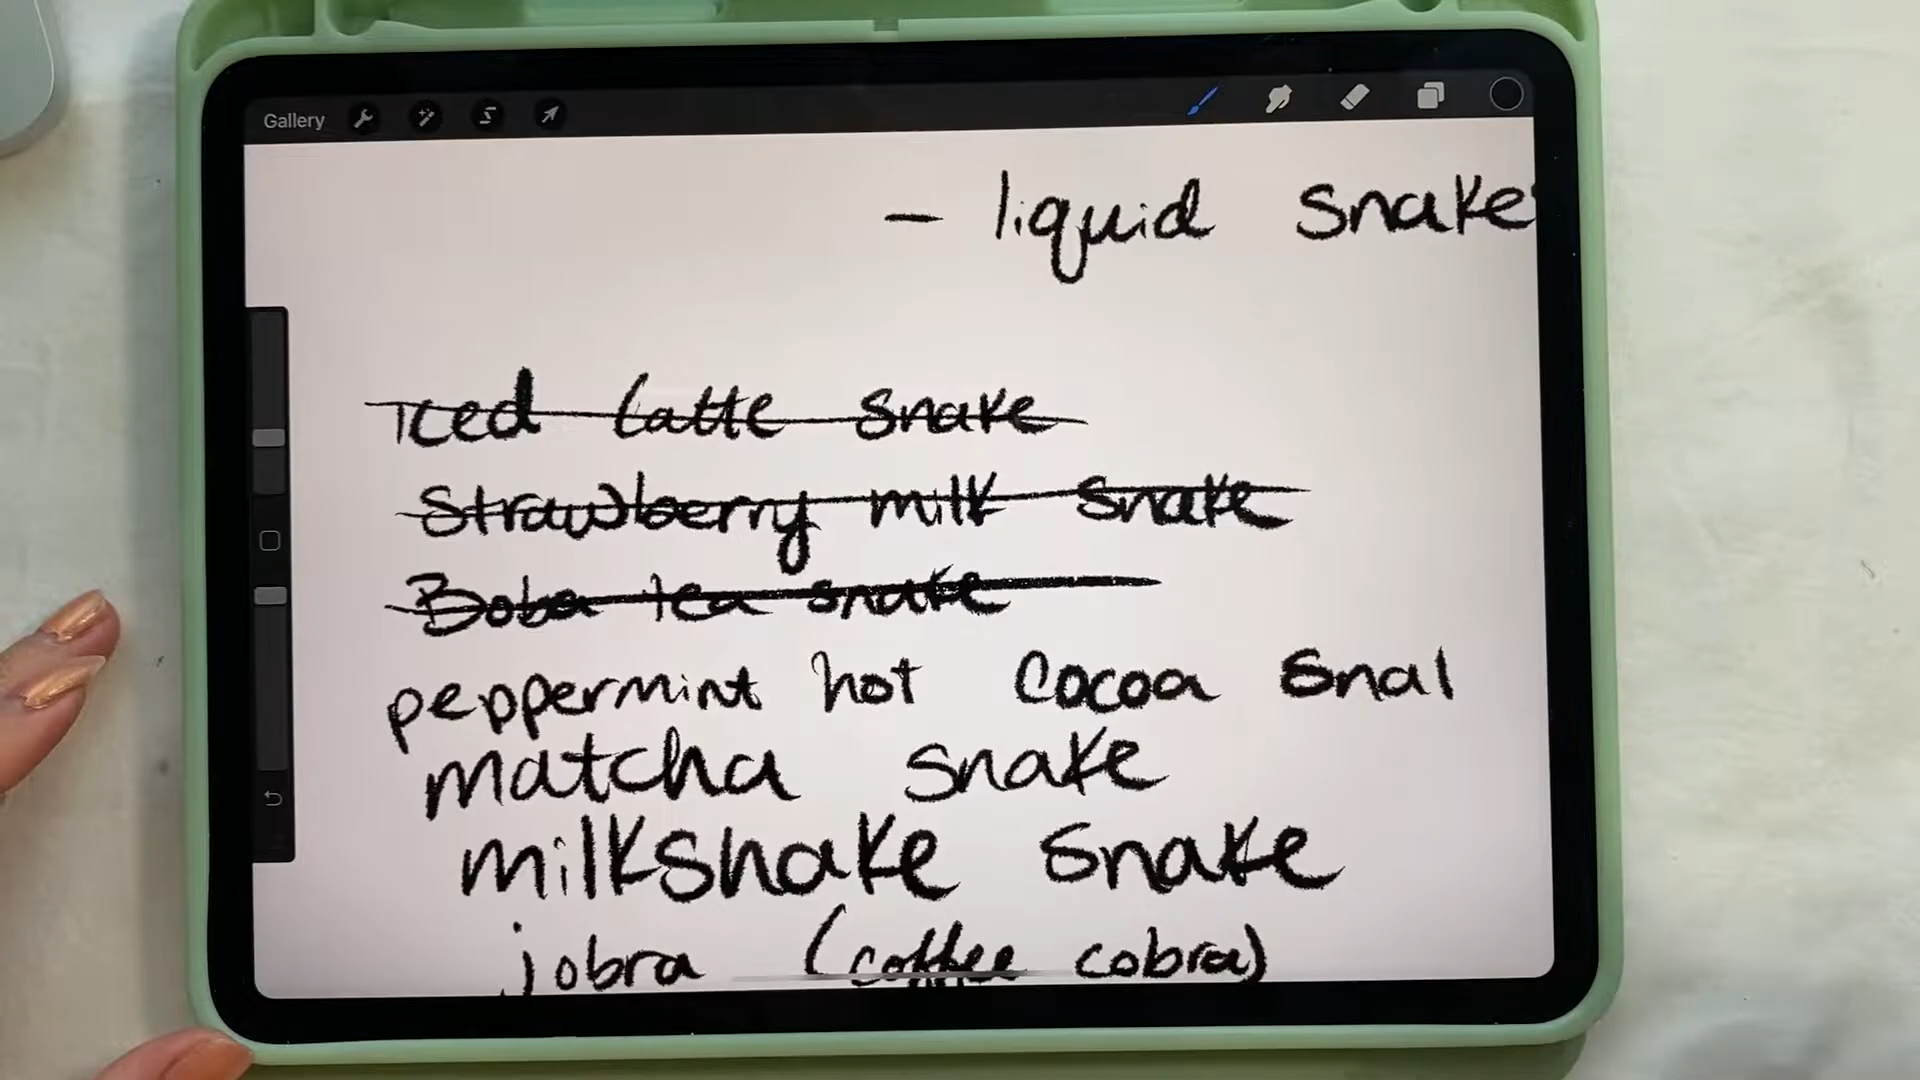 Gallery
- liquid snake
Iced latte snake
Strawberry milk snake
Boba tea snake
peppermint hot cocoa snal
matcha snake
milkshake snake
jobra (coffee cobra)